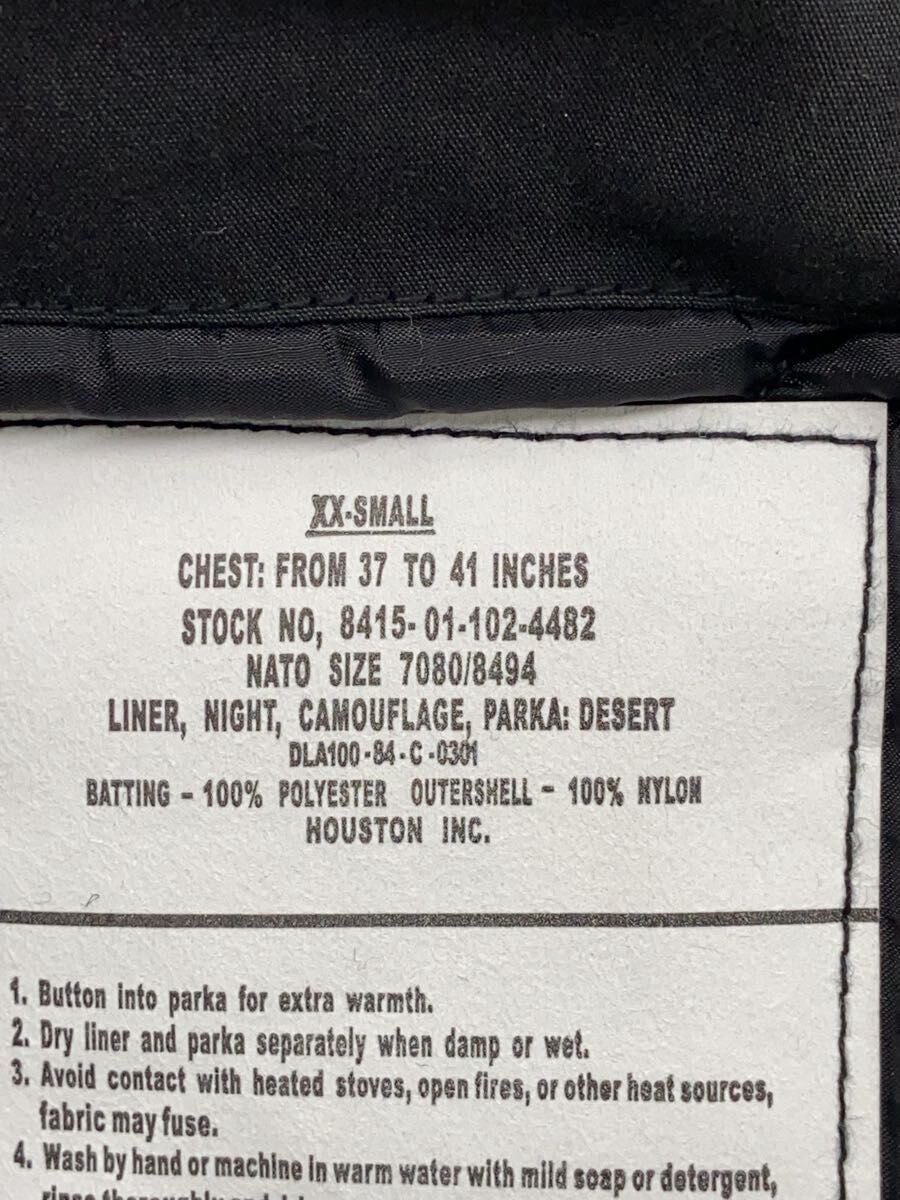 XX-SMALL
CHEST: FROM 37 TO 41 INCHES
STOCK NO, 8415-01-102-4482
NATO SIZE 7080/8494
LINER, NIGHT, CAMOUFLAGE, PARKA: DESERT
DLA100-84-C-0301
BATTING - 100% POLYESTER OUTERSHELL - 100% NYLON
HOUSTON INC.
1. Button into parka for extra warmth.
2. Dry liner and parka separately when damp or wet.
3. Avoid contact with heated stoves, open fires, or other heat sources,
fabric may fuse.
4. Wash by hand or machine in warm water with mild soap or detergent,
rinse thoroughly